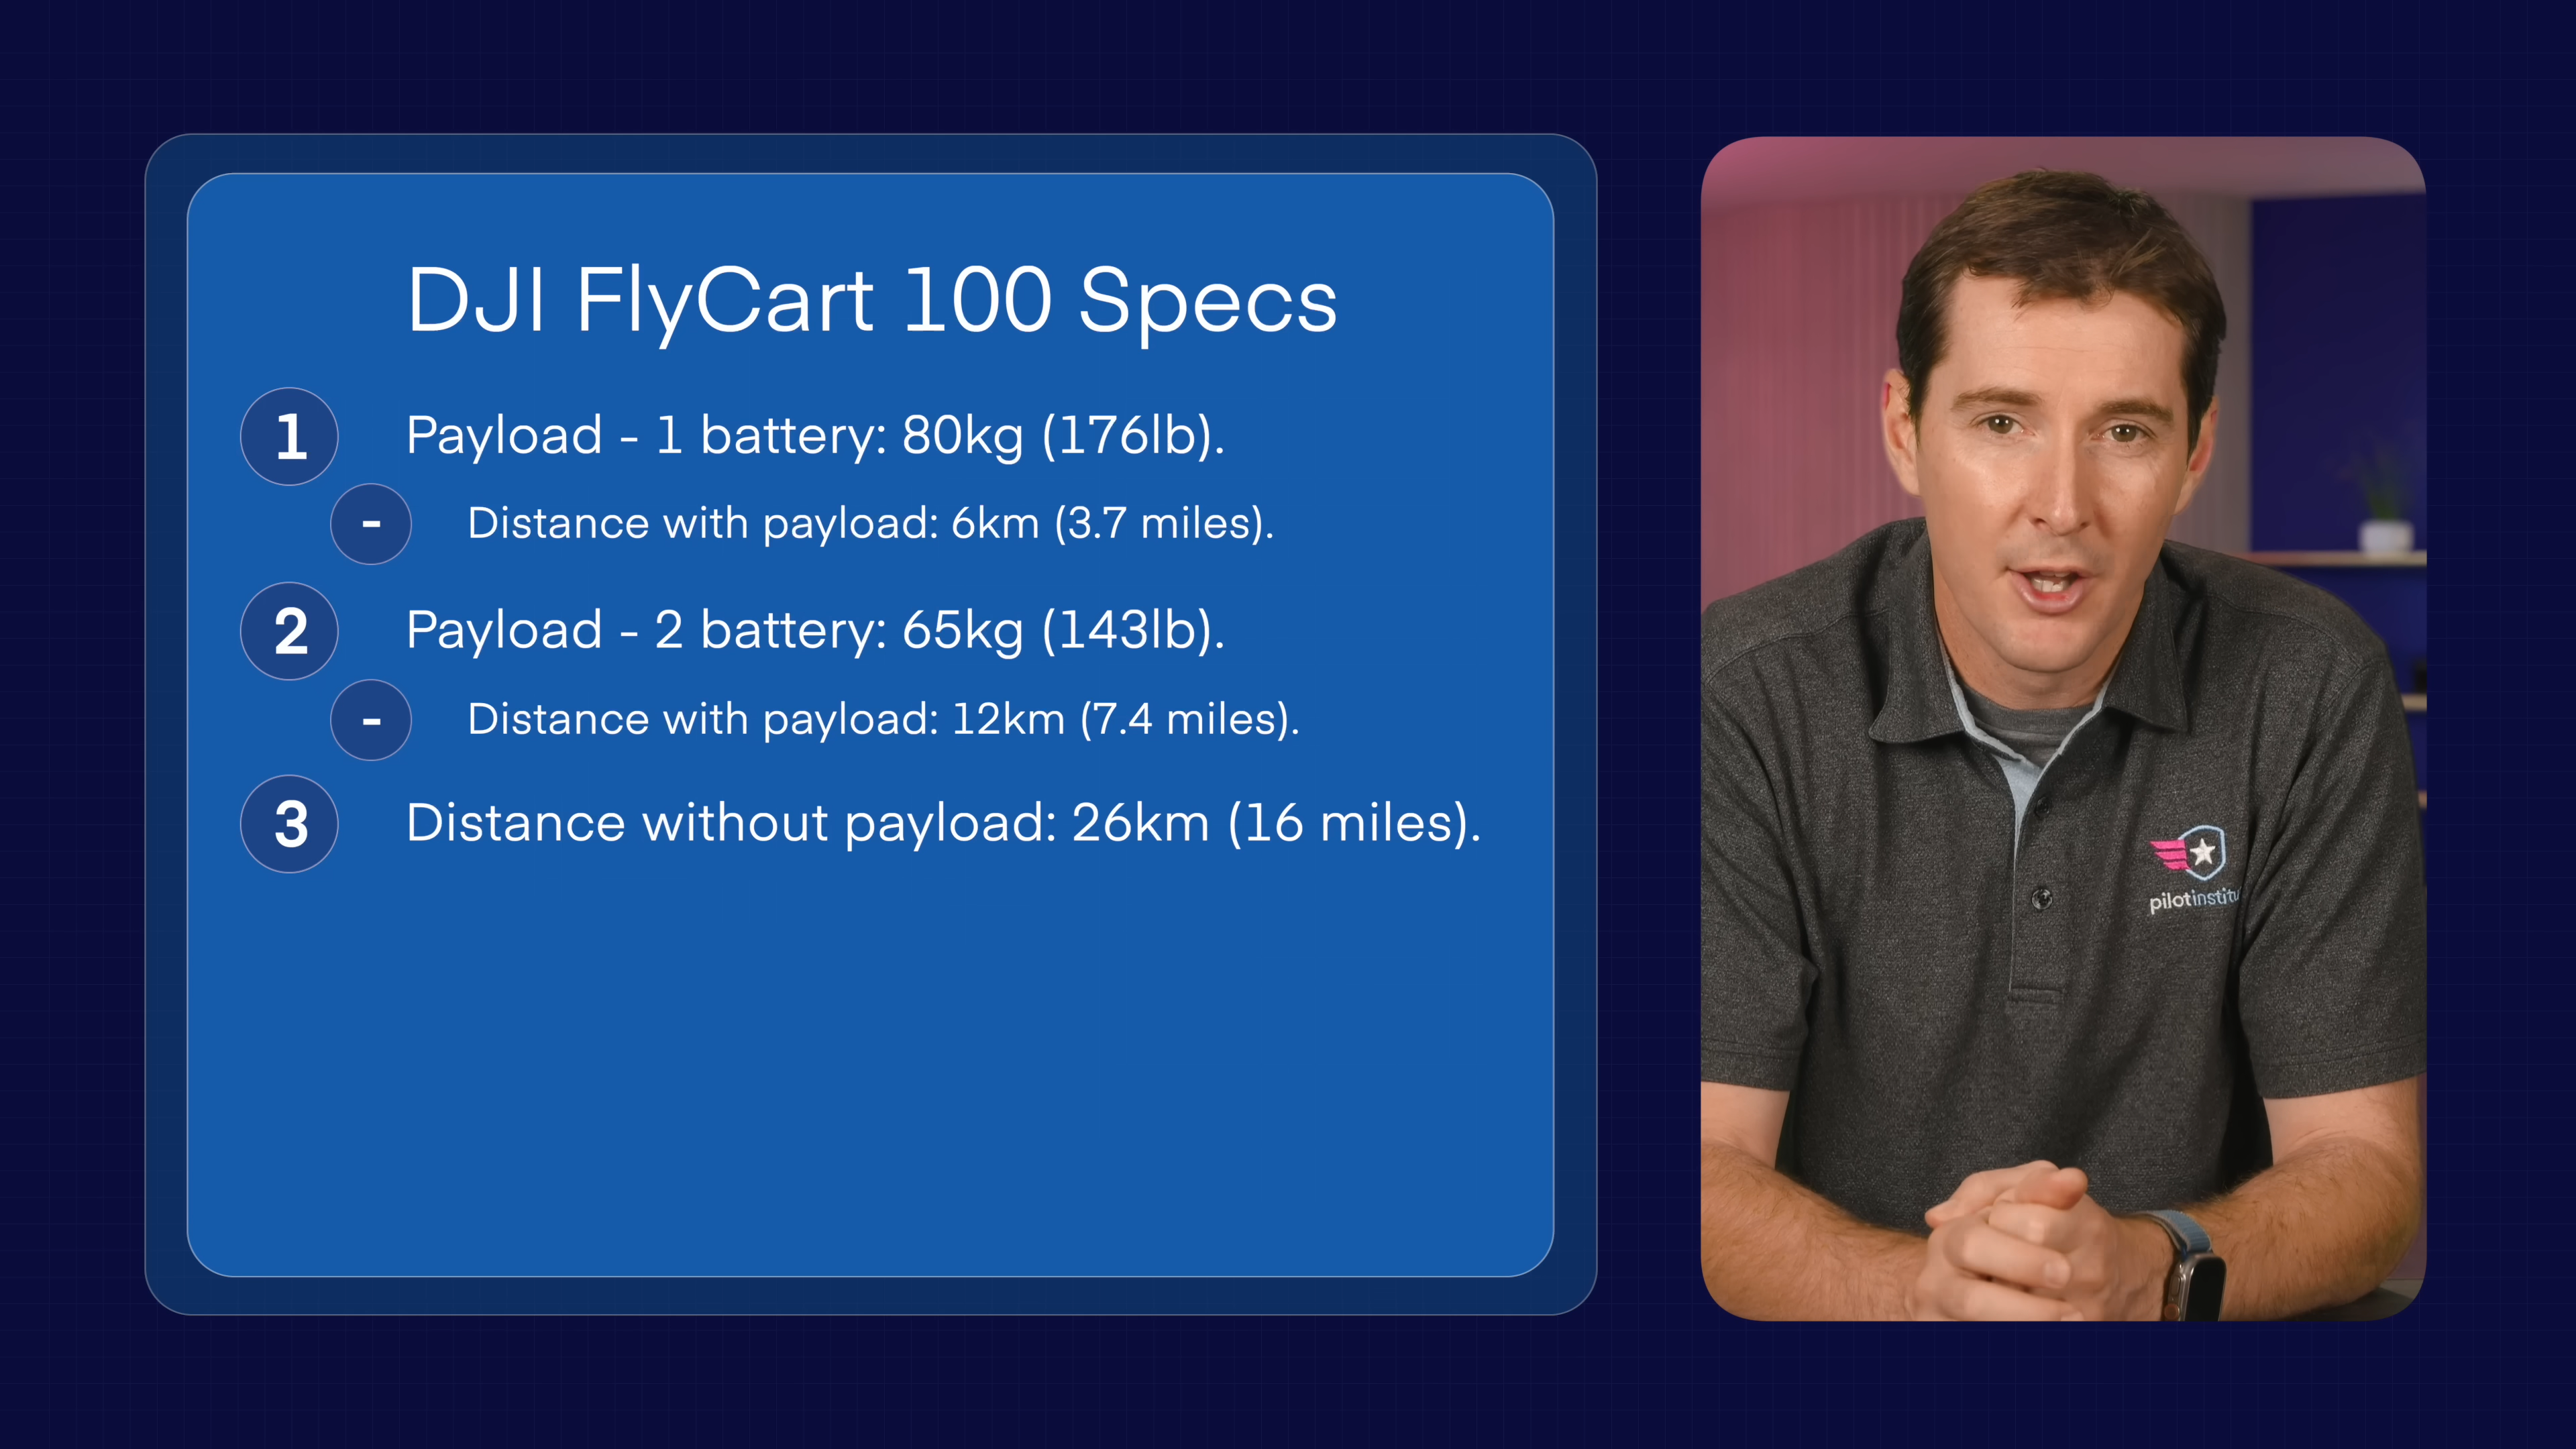 DJI FlyCart 100 Specs
1 Payload - 1 battery: 80kg (176lb).
- Distance with payload: 6km (3.7 miles).
2 Payload - 2 battery: 65kg (143lb).
- Distance with payload: 12km (7.4 miles).
3 Distance without payload: 26km (16 miles).
pilotinstitu